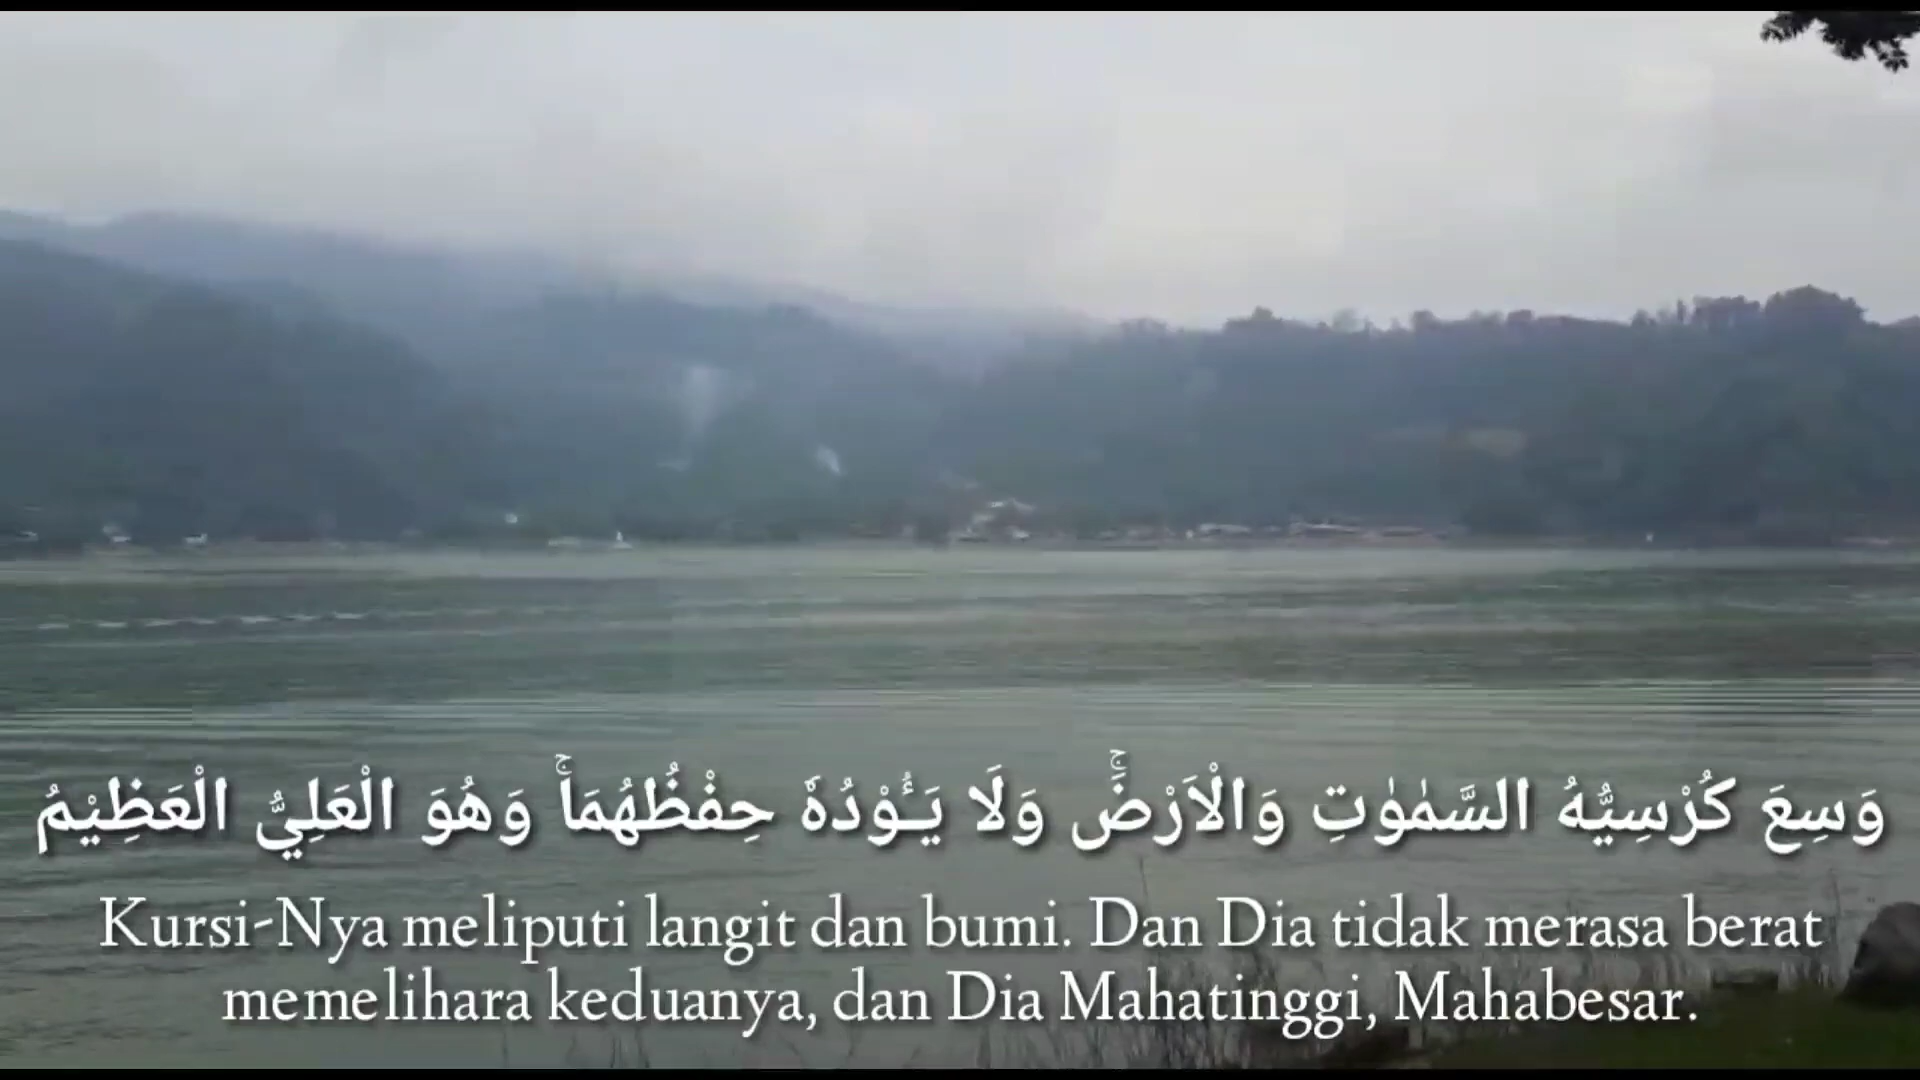 وَسِعَ كُرْسِيُّهُ السَّمٰوٰتِ وَالْاَرْضَۚ وَلَا يَـُٔوْدُهٗ حِفْظُهُمَاۚ وَهُوَ الْعَلِيُّ الْعَظِيْمُ
Kursi-Nya meliputi langit dan bumi. Dan Dia tidak merasa berat
memelihara keduanya, dan Dia Mahatinggi, Mahabesar.